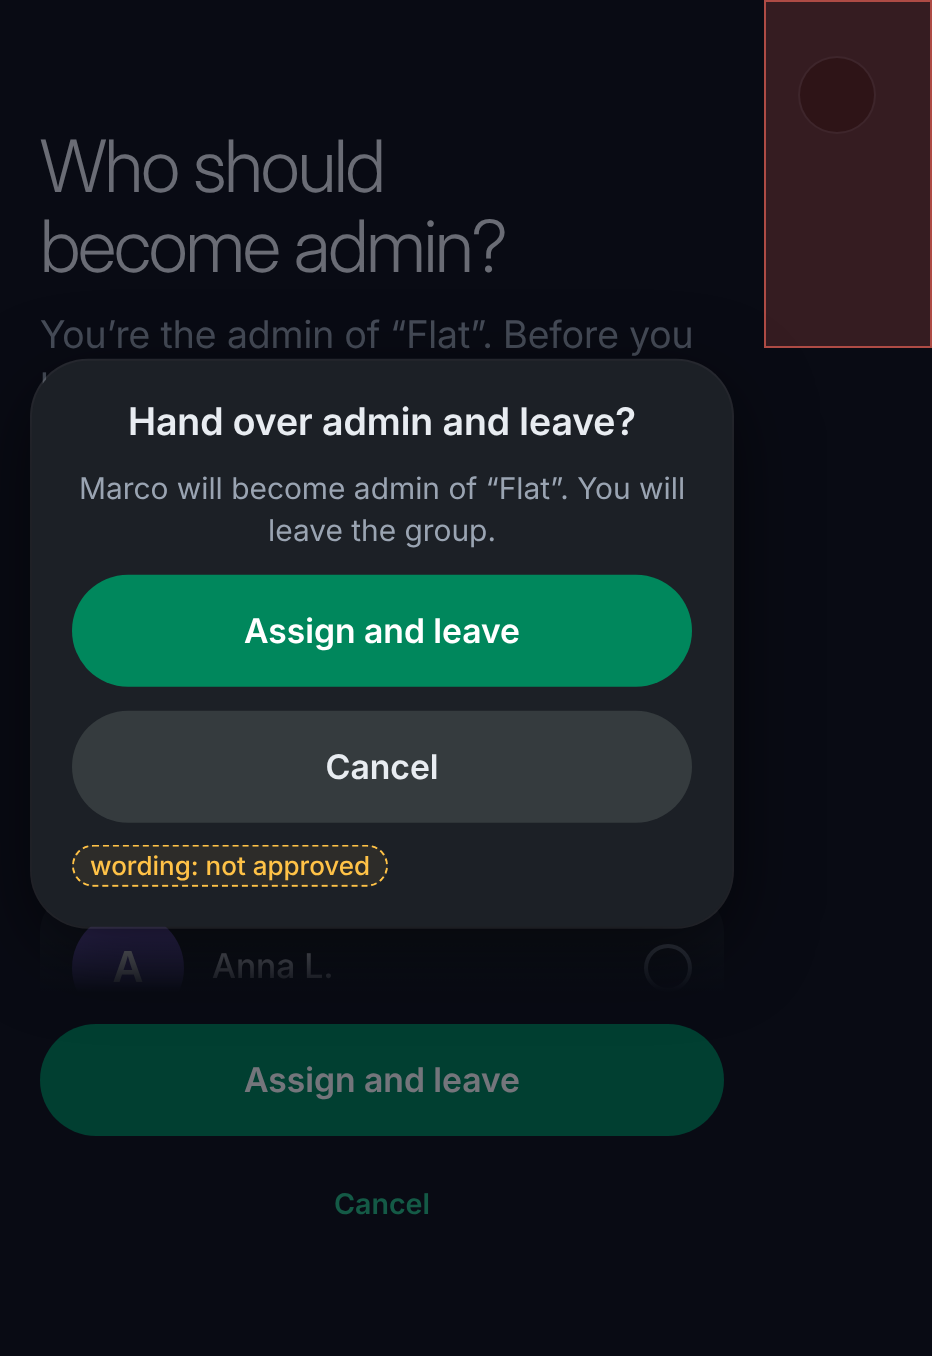 Who should
become admin?
You’re the admin of “Flat”. Before you
Hand over admin and leave?
Marco will become admin of “Flat”. You will
leave the group.
Assign and leave
Cancel
wording: not approved
A
Anna L.
Assign and leave
Cancel